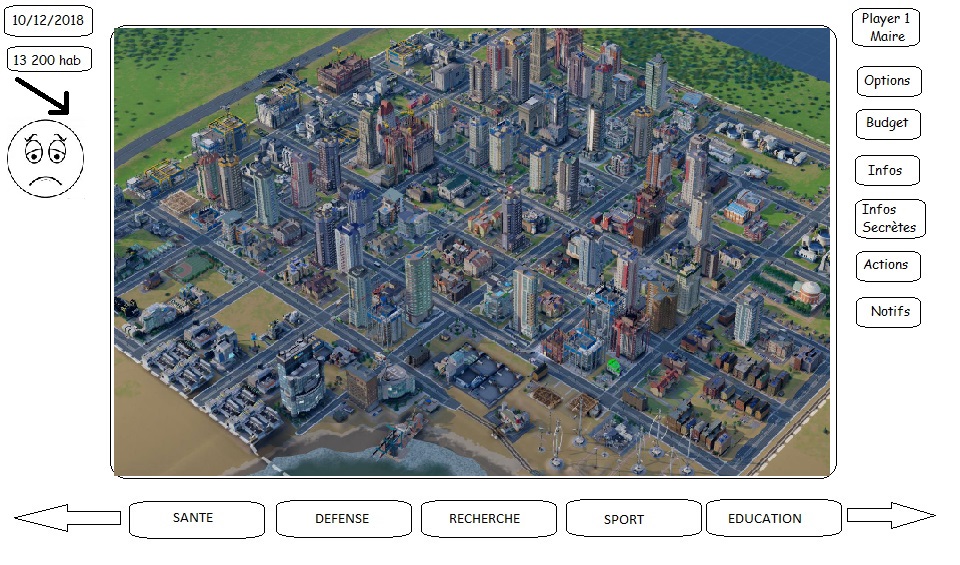 10/12/2018
13 200 hab
Player 1
Maire
Options
Budget
Infos
Infos
Secrètes
Actions
Notifs
SANTE
DEFENSE
RECHERCHE
SPORT
EDUCATION